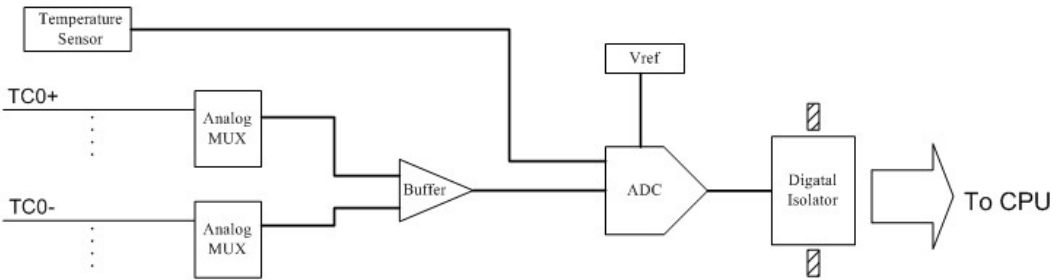 Temperature
Sensor
Vref
TC0+
Analog
MUX
Buffer
ADC
Digatal
Isolator
To CPU
TC0-
Analog
MUX